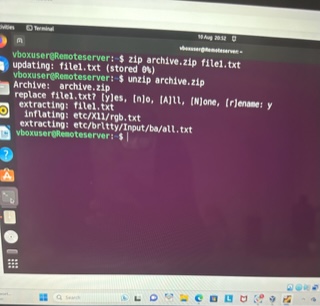 Terminal
10 Aug 20:52
vboxuser@Remoteserver: ~
vboxuser@Remoteserver:~$ zip archive.zip file1.txt
updating: file1.txt (stored 0%)
vboxuser@Remoteserver:~$ unzip archive.zip
Archive:  archive.zip
replace file1.txt? [y]es, [n]o, [A]ll, [N]one, [r]ename: y
 extracting: file1.txt
  inflating: etc/X11/rgb.txt
 extracting: etc/brltty/Input/ba/all.txt
vboxuser@Remoteserver:~$
Search